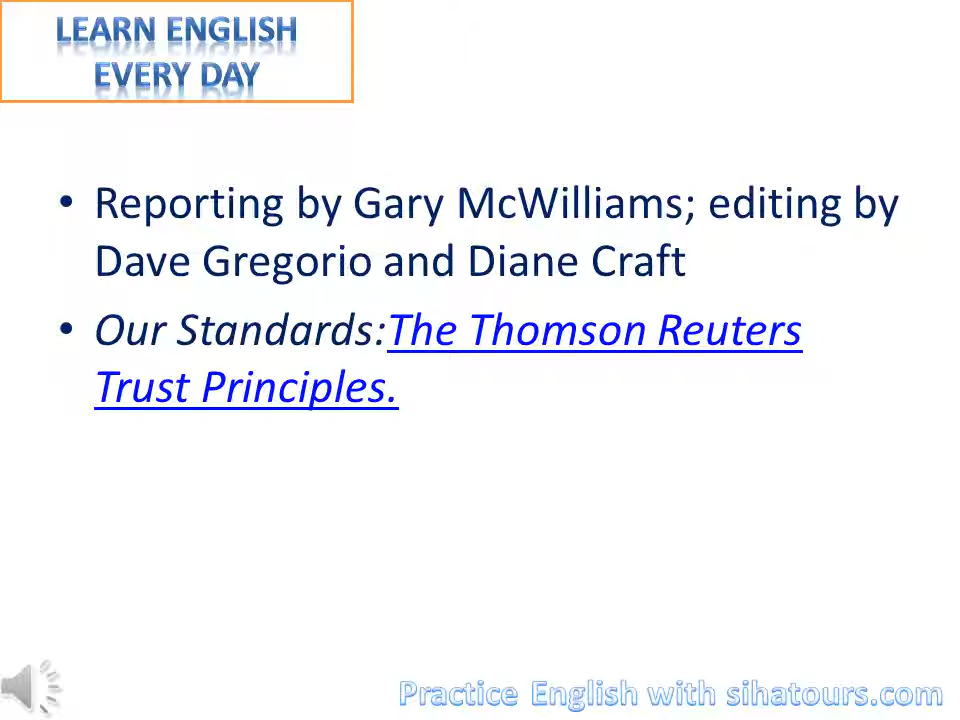 LEARN ENGLISH
EVERY DAY
• Reporting by Gary McWilliams; editing by
Dave Gregorio and Diane Craft
• Our Standards:The Thomson Reuters
Trust Principles.
Practice English with sihatours.com